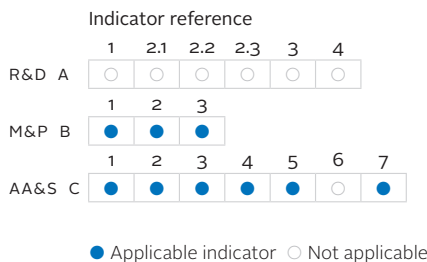 Indicator reference
1 2.1 2.2 2.3 3 4
R&D A
1 2 3
M&P B
1 2 3 4 5 6 7
AA&S C
Applicable indicator Not applicable